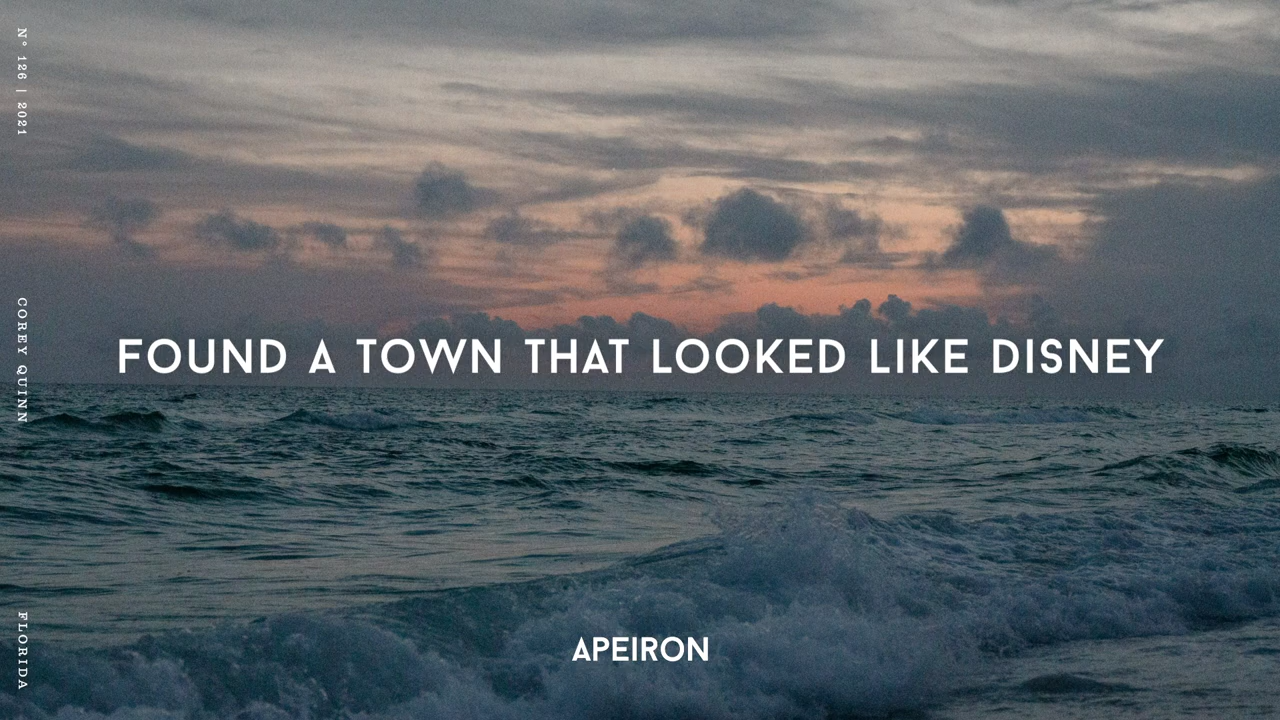 N° 126 | 2021
COREY QUINN
FLORIDA
FOUND A TOWN THAT LOOKED LIKE DISNEY
APEIRON